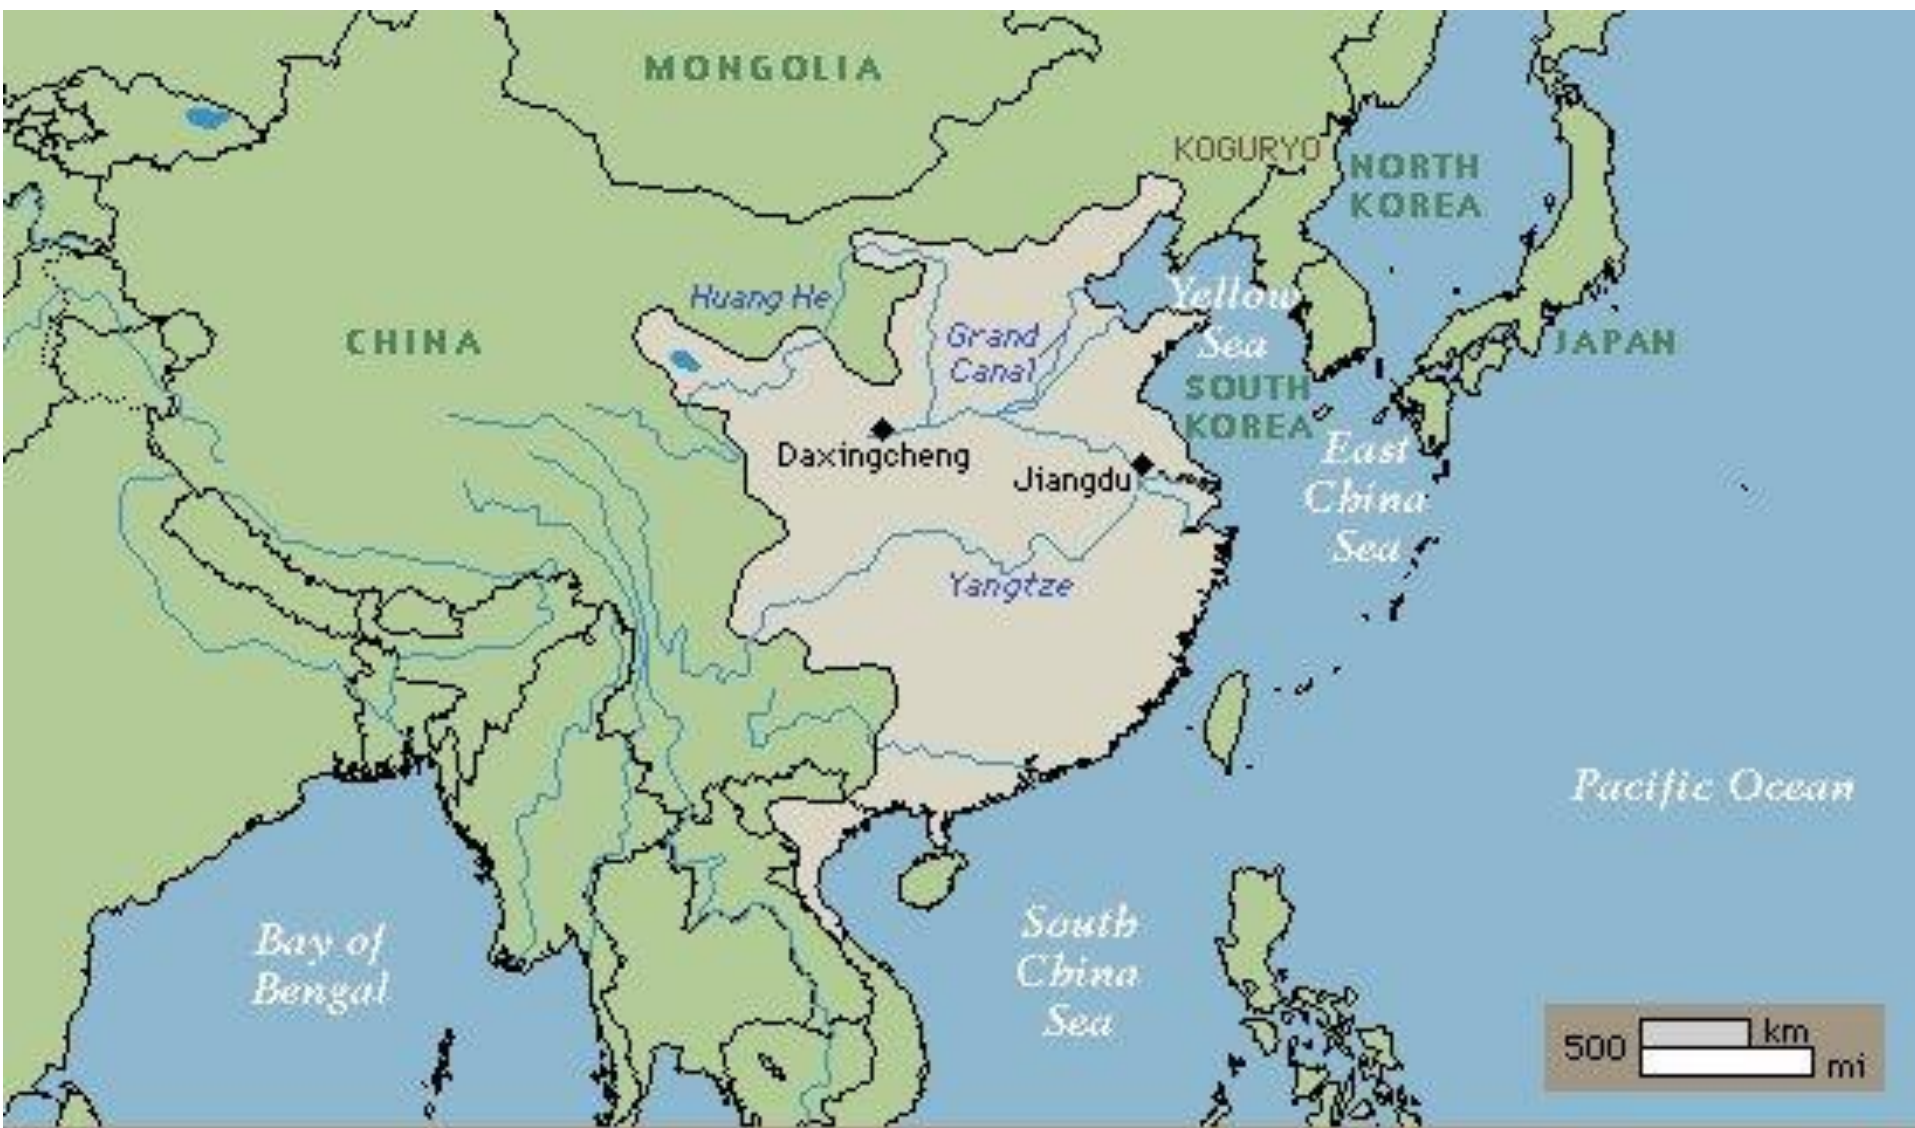 MONGOLIA
KOGURYO
NORTH
KOREA
Huang He
Yellow
Sea
CHINA
Grand
Canal
JAPAN
SOUTH
KOREA
Daxingcheng
Jiangdu
East
China
Sea
Yangtze
Pacific Ocean
Bay of
Bengal
South
China
Sea
500 km
mi